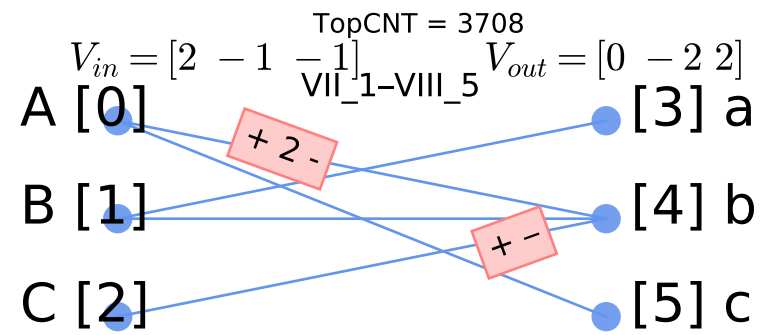 TopCNT = 3708
V_in = [2 − 1 − 1] V_out = [0 − 2 2]
VII_1–VIII_5
A [0] [3] a
+ 2 -
B [1] [4] b
+ −
C [2] [5] c